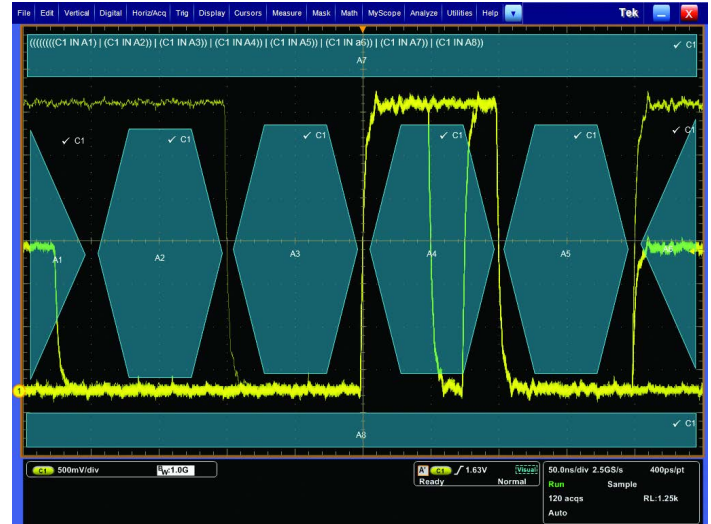 File Edit Vertical Digital Horiz/Acq Trig Display Cursors Measure Mask Math MyScope Analyze Utilities Help Tek X
((((((((C1 IN A1) | (C1 IN A2)) | (C1 IN A3)) | (C1 IN A4)) | (C1 IN A5)) | (C1 IN a6)) | (C1 IN A7)) | (C1 IN A8))
✓ C1
A7
✓ C1 ✓ C1 ✓ C1 ✓ C1 ✓ C1 ✓ C1
A1 A2 A3 A4 A5
1
✓ C1
A8
C1 500mV/div BW:1.0G
A' C1 1.63V Visual
Ready Normal
50.0ns/div 2.5GS/s 400ps/pt
Run Sample
120 acqs RL:1.25k
Auto